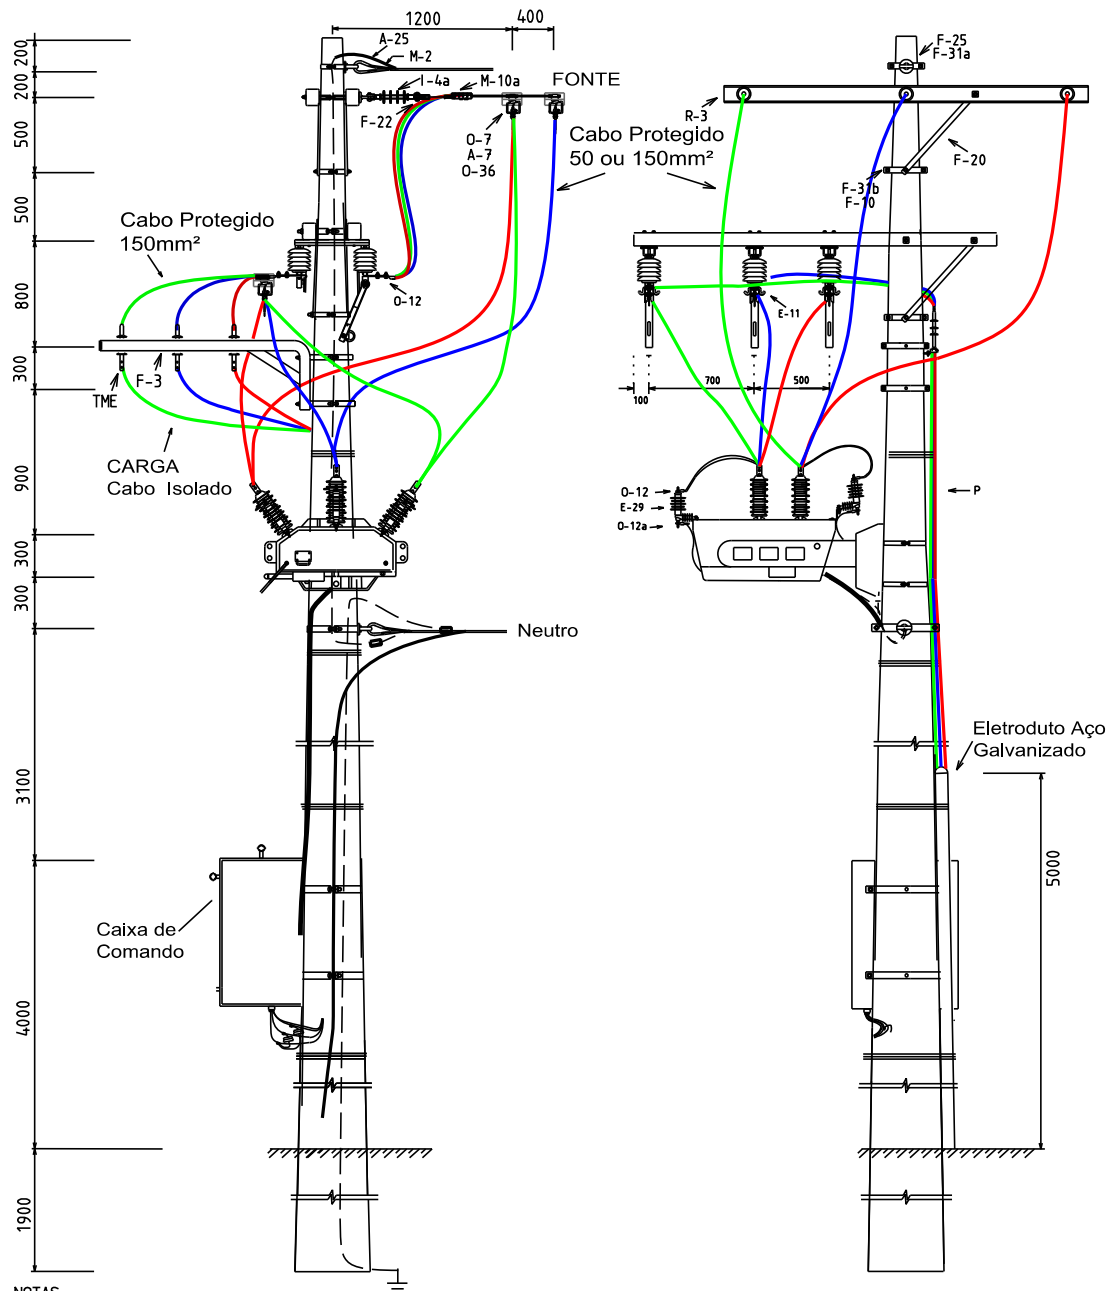 1200
400
A-25
M-2
I-4a
M-10a
FONTE
F-22
O-7
A-7
O-36
Cabo Protegido
50 ou 150mm²
Cabo Protegido
150mm²
O-12
F-3
TME
CARGA
Cabo Isolado
Neutro
Caixa de
Comando
200
200
500
500
800
300
900
300
300
3100
4000
1900
F-25
F-31a
R-3
F-20
F-31b
F-10
E-11
700
500
100
O-12
E-29
O-12a
P
Eletroduto Aço
Galvanizado
5000
NOTAS